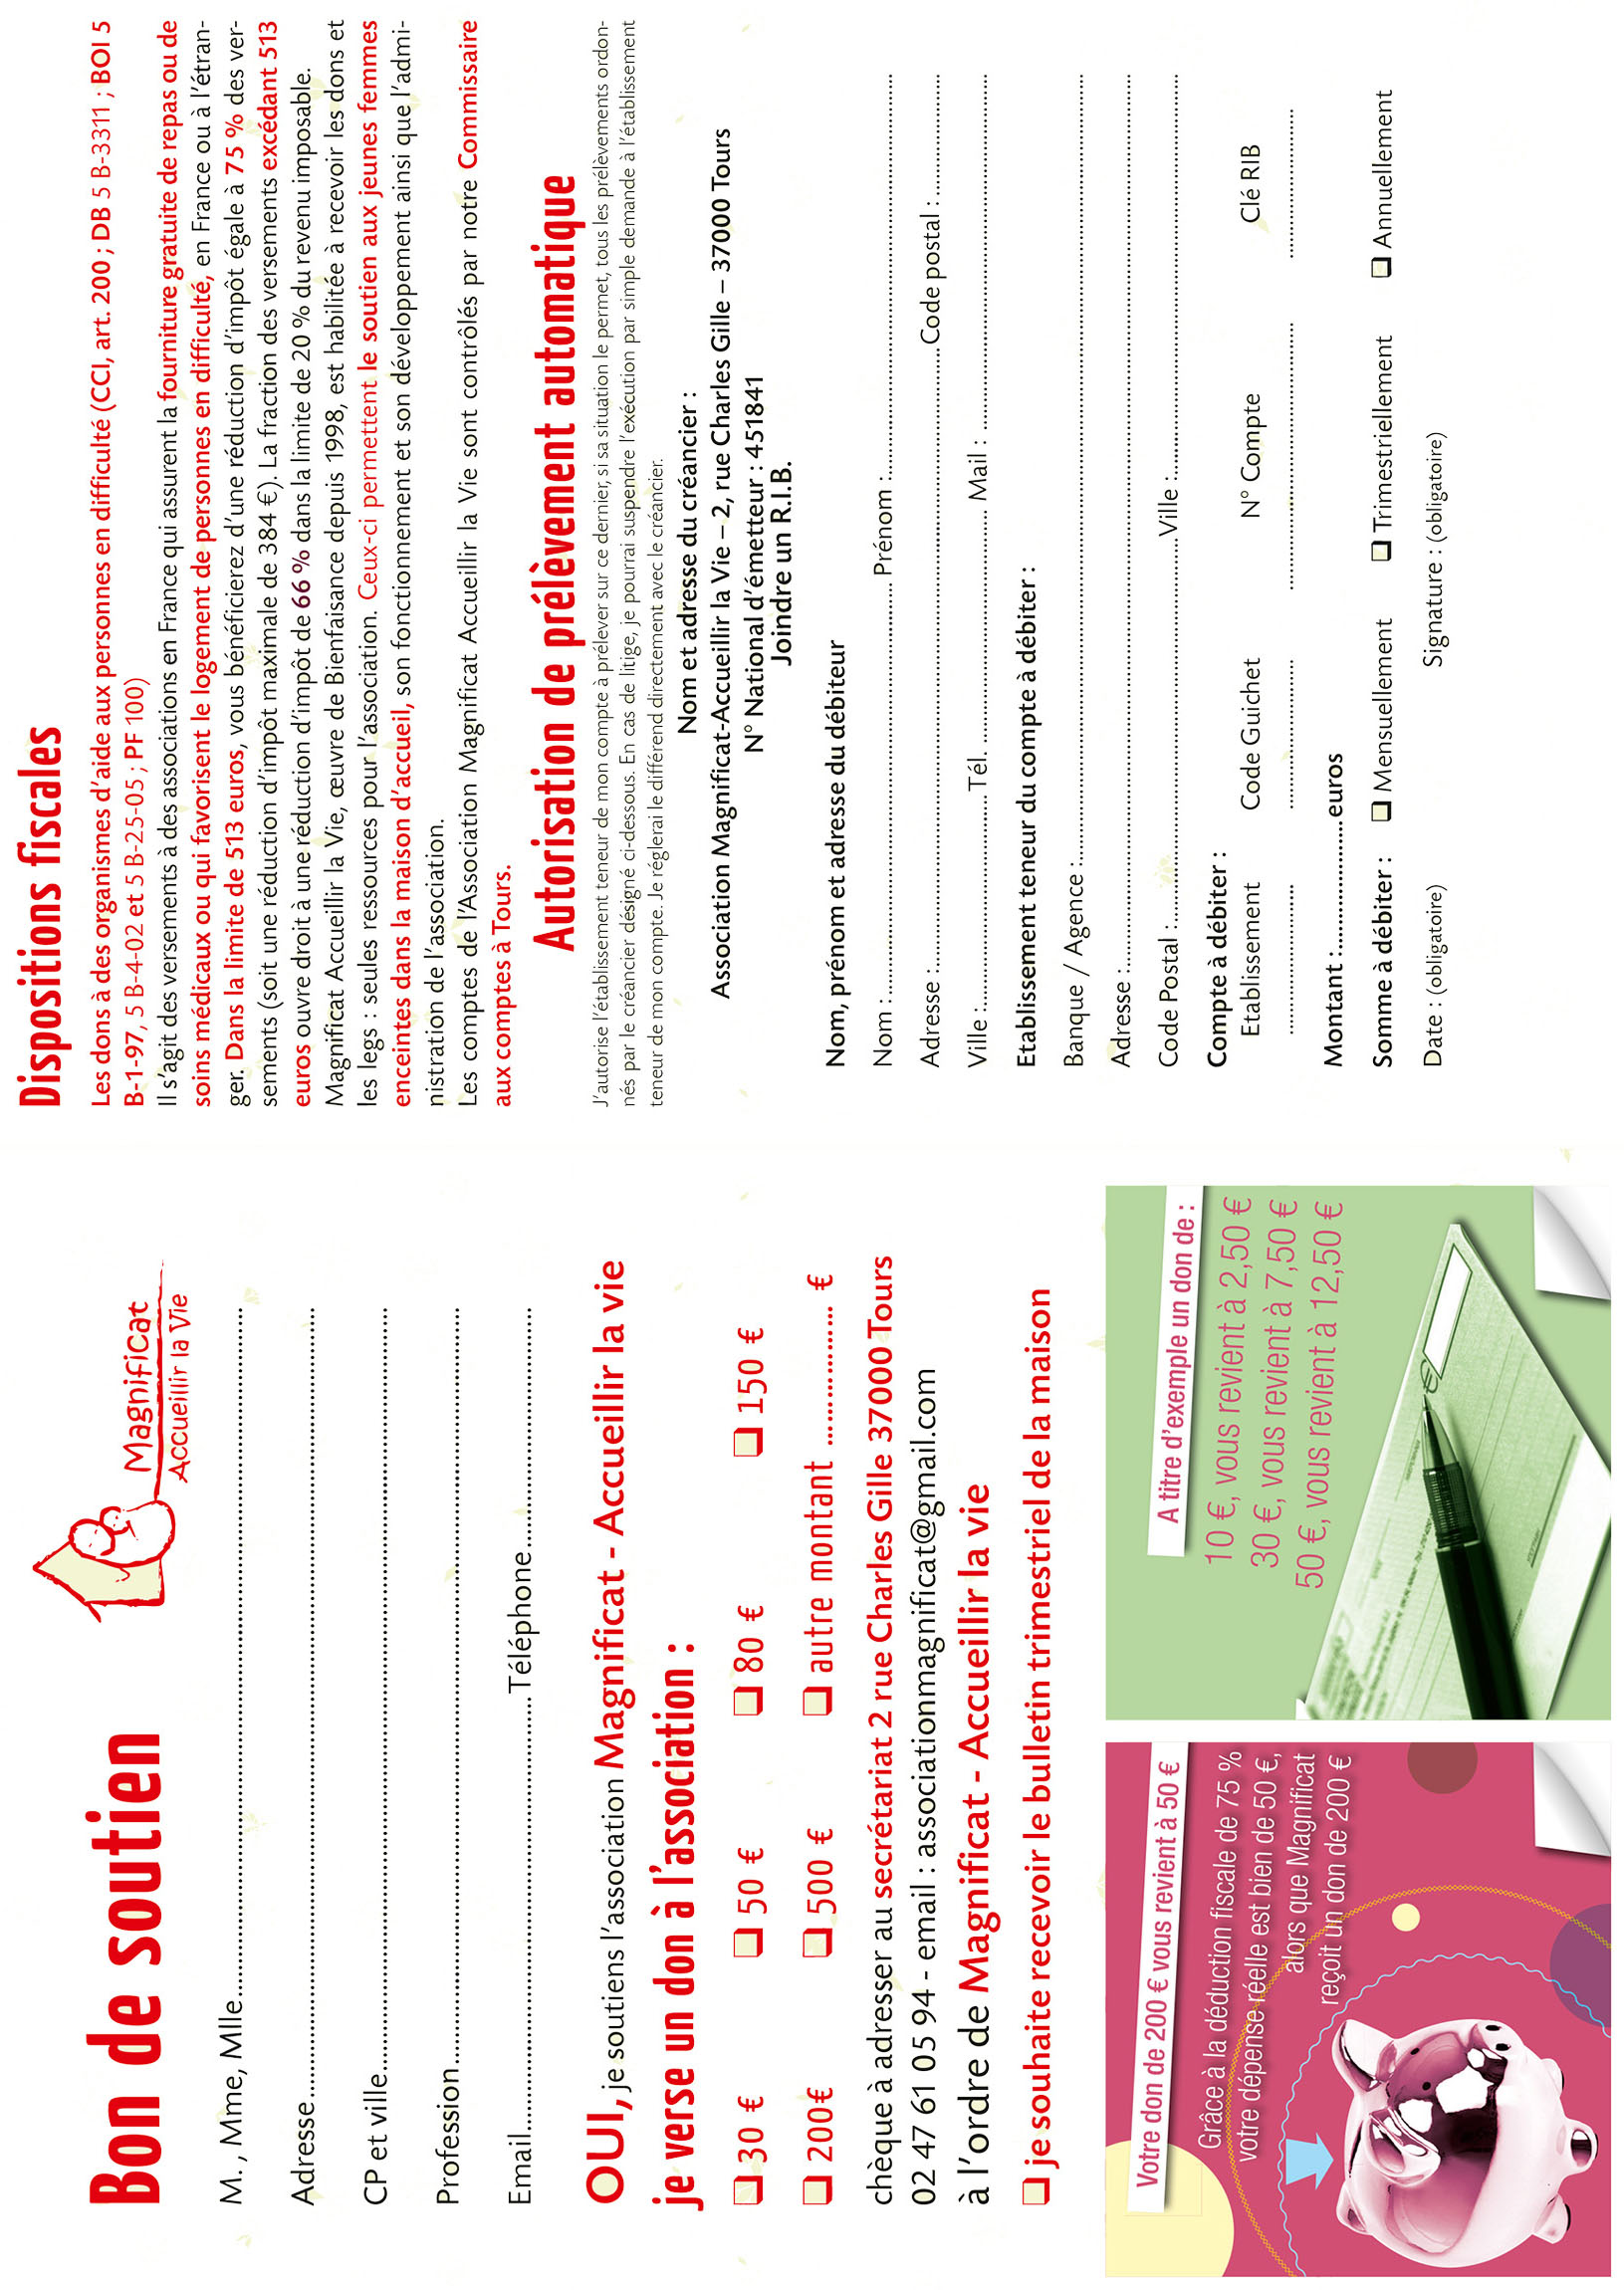 Bon de soutien
Magnificat
Accueillir la Vie
M. , Mme, Mlle..............................
Adresse..............................
CP et ville..............................
Profession..............................
Email..............................Téléphone..............................
OUI, je soutiens l'association Magnificat - Accueillir la vie
je verse un don à l'association :
❑ 30 € ❑ 50 € ❑ 80 € ❑ 150 €
❑ 200€ ❑ 500 € ❑ autre montant ................ €
chèque à adresser au secrétariat 2 rue Charles Gille 37000 Tours
02 47 61 05 94 - email : associationmagnificat@gmail.com
à l'ordre de Magnificat - Accueillir la vie
❑ je souhaite recevoir le bulletin trimestriel de la maison
Votre don de 200 € vous revient à 50 €
Grâce à la déduction fiscale de 75 %
votre dépense réelle est bien de 50 €,
alors que Magnificat
reçoit un don de 200 €
A titre d'exemple un don de :
10 €, vous revient à 2,50 €
30 €, vous revient à 7,50 €
50 €, vous revient à 12,50 €
Dispositions fiscales
Les dons à des organismes d'aide aux personnes en difficulté (CCI, art. 200 ; DB 5 B-3311 ; BOI 5
B-1-97, 5 B-4-02 et 5 B-25-05 ; PF 100)
Il s'agit des versements à des associations en France qui assurent la fourniture gratuite de repas ou de
soins médicaux ou qui favorisent le logement de personnes en difficulté, en France ou à l'étran-
ger. Dans la limite de 513 euros, vous bénéficierez d'une réduction d'impôt égale à 75 % des ver-
sements (soit une réduction d'impôt maximale de 384 €). La fraction des versements excédant 513
euros ouvre droit à une réduction d'impôt de 66 % dans la limite de 20 % du revenu imposable.
Magnificat Accueillir la Vie, œuvre de Bienfaisance depuis 1998, est habilitée à recevoir les dons et
les legs : seules ressources pour l'association. Ceux-ci permettent le soutien aux jeunes femmes
enceintes dans la maison d'accueil, son fonctionnement et son développement ainsi que l'admi-
nistration de l'association.
Les comptes de l'Association Magnificat Accueillir la Vie sont contrôlés par notre Commissaire
aux comptes à Tours.
Autorisation de prélèvement automatique
J'autorise l'établissement teneur de mon compte à prélever sur ce dernier, si sa situation le permet, tous les prélèvements ordon-
nés par le créancier désigné ci-dessous. En cas de litige, je pourrai suspendre l'exécution par simple demande à l'établissement
teneur de mon compte. Je réglerai le différend directement avec le créancier.
Nom et adresse du créancier :
Association Magnificat-Accueillir la Vie – 2, rue Charles Gille – 37000 Tours
N° National d'émetteur : 451841
Joindre un R.I.B.
Nom, prénom et adresse du débiteur
Nom :..............................Prénom :..............................
Adresse :..............................Code postal :................
Ville :..............................Tél. ..............................Mail : ..............................
Etablissement teneur du compte à débiter :
Banque / Agence :..............................
Adresse :..............................
Code Postal :..............................Ville :..............................
Compte à débiter :
Etablissement Code Guichet N° Compte Clé RIB
................ ................ ................ ................
Montant :................euros
Somme à débiter : ❑ Mensuellement ❑ Trimestriellement ❑ Annuellement
Date : (obligatoire) Signature : (obligatoire)